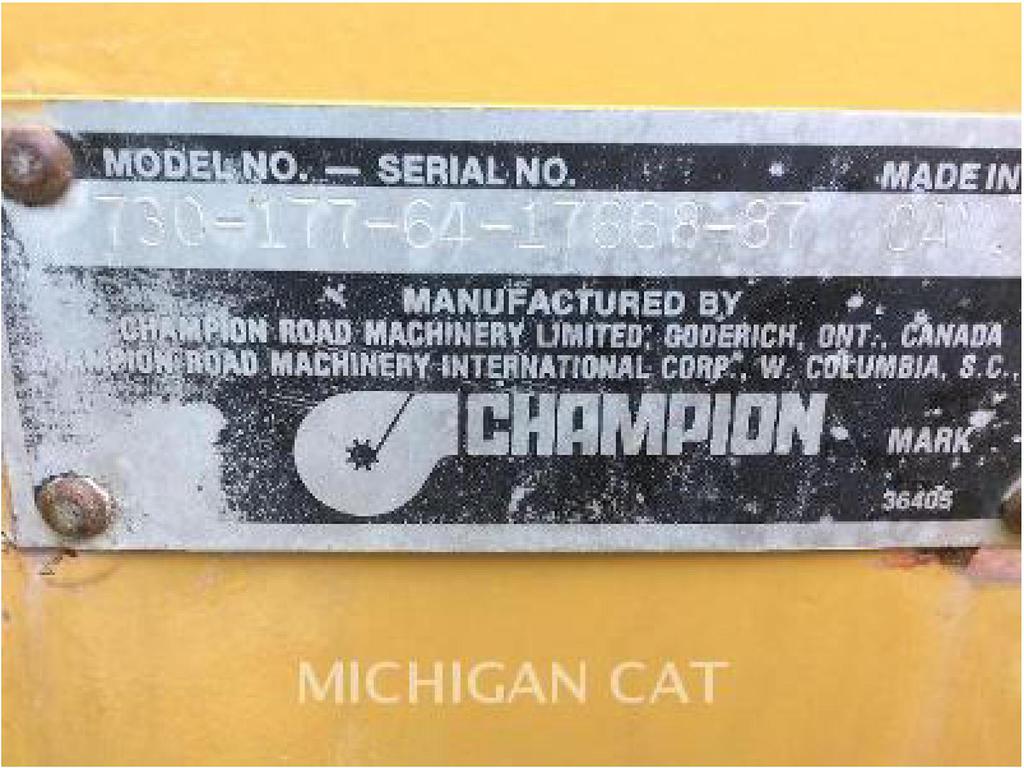 MODEL NO. — SERIAL NO. MADE IN
730-177-64-17668-87
MANUFACTURED BY
CHAMPION ROAD MACHINERY LIMITED, GODERICH, ONT., CANADA
CHAMPION ROAD MACHINERY INTERNATIONAL CORP., W. COLUMBIA, S.C.,
CHAMPION MARK
36405
MICHIGAN CAT